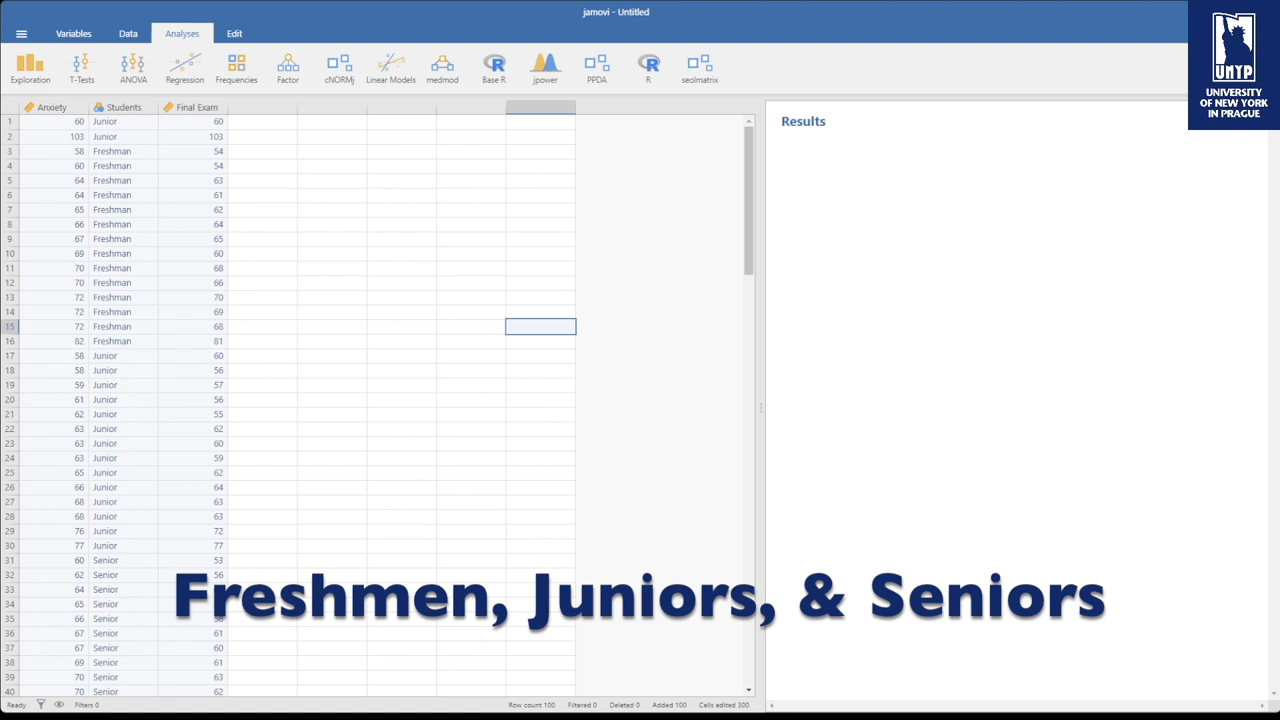 jamovi - Untitled
UNYP
UNIVERSITY
OF NEW YORK
IN PRAGUE
Variables Data Analyses Edit
Exploration T-Tests ANOVA Regression Frequencies Factor cNORMj Linear Models medmod Base R jpower PPDA R seolmatrix
Anxiety Students Final Exam
Results
1 60 Junior 60
2 103 Junior 103
3 58 Freshman 54
4 60 Freshman 54
5 64 Freshman 63
6 64 Freshman 61
7 65 Freshman 62
8 66 Freshman 64
9 67 Freshman 65
10 69 Freshman 60
11 70 Freshman 68
12 70 Freshman 66
13 72 Freshman 70
14 72 Freshman 69
15 72 Freshman 68
16 82 Freshman 81
17 58 Junior 60
18 58 Junior 56
19 59 Junior 57
20 61 Junior 56
21 62 Junior 55
22 63 Junior 62
23 63 Junior 60
24 63 Junior 59
25 65 Junior 62
26 66 Junior 64
27 68 Junior 63
28 68 Junior 63
29 76 Junior 72
30 77 Junior 77
31 60 Senior 53
32 62 Senior 56
33 64 Senior
34 65 Senior
35 66 Senior 58
36 67 Senior 61
37 67 Senior 60
38 69 Senior 61
39 70 Senior 63
40 70 Senior 62
Freshmen, Juniors, & Seniors
Ready Filters 0 Row count 100 Filtered 0 Deleted 0 Added 100 Cells edited 300